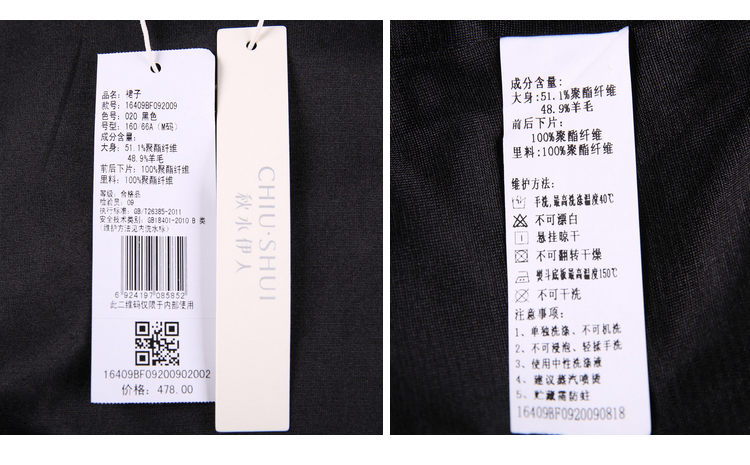 品名: 裙子
款号: 16409BF092009
色号: 020 黑色
号型: 160/66A (M码)
成分含量:
大身: 51.1%聚酯纤维
48.9%羊毛
前后下片: 100%聚酯纤维
里料: 100%聚酯纤维
等级: 合格品
检验员: 09
执行标准: GB/T26385-2011
安全技术类别: GB18401-2010 B 类
(维护方法见内洗水标)
6 924197 085852
此二维码仅限于内部使用
16409BF09200902002
价格: 478.00
CHIU·SHUI
秋水伊人
成分含量:
大身:51.1%聚酯纤维
48.9%羊毛
前后下片:
100%聚酯纤维
里料:100%聚酯纤维
维护方法:
手洗,最高洗涤温度40℃
不可漂白
悬挂晾干
不可翻转干燥
熨斗底板最高温度150℃
不可干洗
注意事项:
1、单独洗涤、不可机洗
2、不可浸泡、轻揉手洗
3、使用中性洗涤液
4、建议蒸汽喷烫
5、贮藏需防蛀
16409BF0920090818